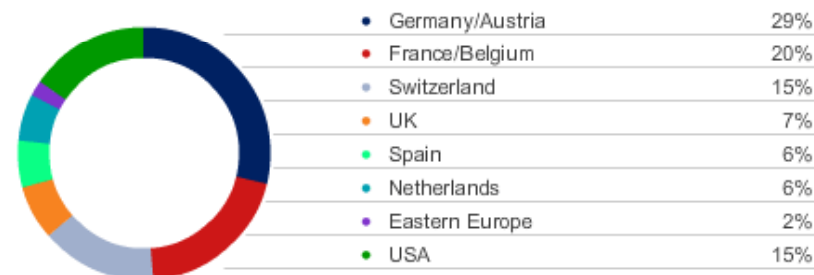 Germany/Austria 29%
France/Belgium 20%
Switzerland 15%
UK 7%
Spain 6%
Netherlands 6%
Eastern Europe 2%
USA 15%